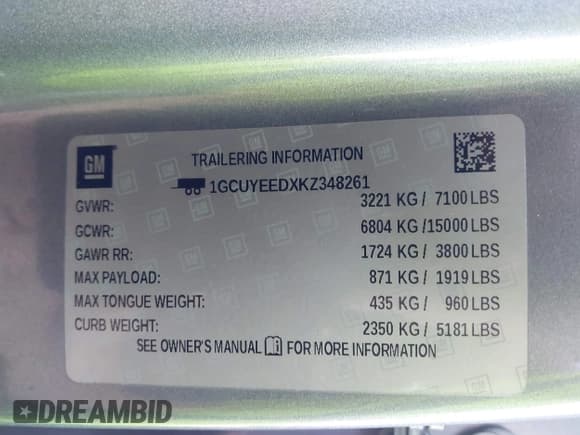 GM
TRAILERING INFORMATION
1GCUYEEDXKZ348261
GVWR: 3221 KG / 7100 LBS
GCWR: 6804 KG /15000 LBS
GAWR RR: 1724 KG / 3800 LBS
MAX PAYLOAD: 871 KG / 1919 LBS
MAX TONGUE WEIGHT: 435 KG / 960 LBS
CURB WEIGHT: 2350 KG / 5181 LBS
SEE OWNER'S MANUAL FOR MORE INFORMATION
DREAMBID